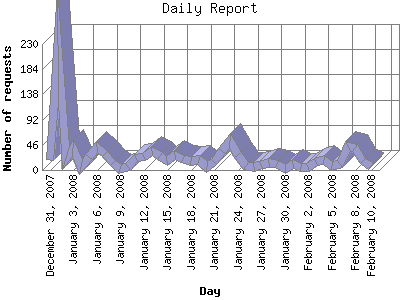 Daily Report
Number of requests
230
184
138
92
46
0
December 31, 2007
January 3, 2008
January 6, 2008
January 9, 2008
January 12, 2008
January 15, 2008
January 18, 2008
January 21, 2008
January 24, 2008
January 27, 2008
January 30, 2008
February 2, 2008
February 5, 2008
February 8, 2008
February 10, 2008
Day